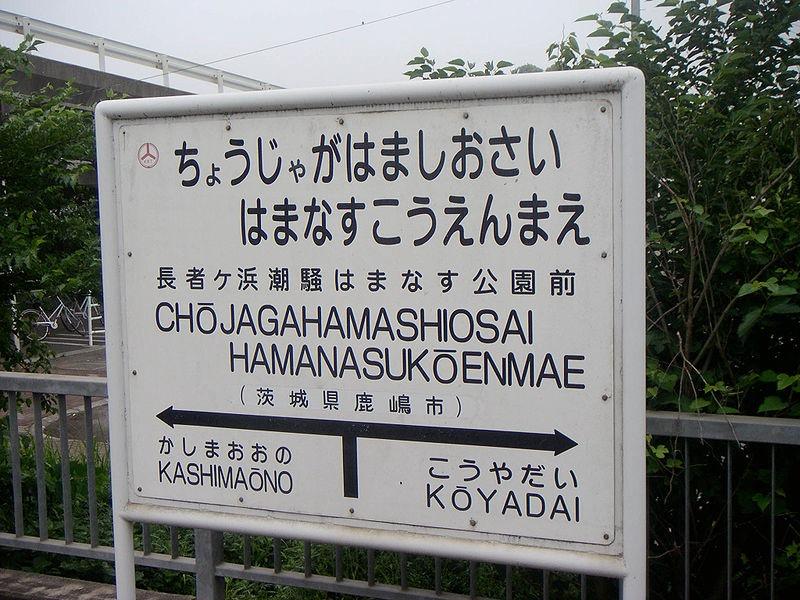 ちょうじゃがはましおさい
はまなすこうえんまえ
長者ケ浜潮騒はまなす公園前
CHŌJAGAHAMASHIOSAI
HAMANASUKŌENMAE
(茨城県鹿嶋市)
かしまおおの
KASHIMAŌNO
こうやだい
KŌYADAI